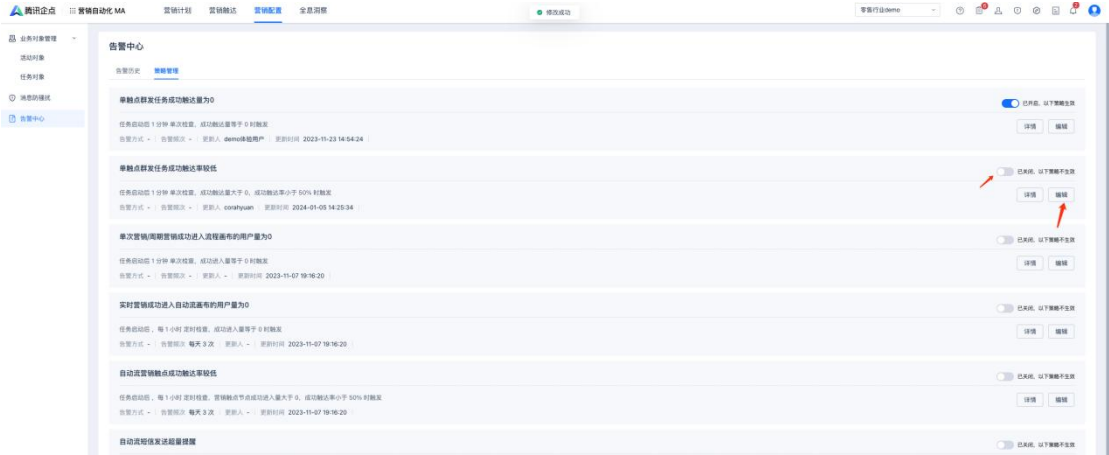 腾讯企点 营销自动化 MA 营销计划 营销触达 营销配置 全息洞察 修改成功 零售行业demo
业务对象管理
活动对象
任务对象
消息防骚扰
告警中心
告警中心
告警历史 策略管理
单触点群发任务成功触达量为0 已开启，以下策略生效
任务启动后 1 分钟 单次检查，成功触达量等于 0 时触发 详情 编辑
告警方式 - 告警频次 - 更新人 demo体验用户 更新时间 2023-11-23 14:54:24
单触点群发任务成功触达率较低 已关闭，以下策略不生效
任务启动后 1 分钟 单次检查，成功触达量大于 0，成功触达率小于 50% 时触发 详情 编辑
告警方式 - 告警频次 - 更新人 corahyuan 更新时间 2024-01-05 14:25:34
单次营销/周期营销成功进入流程画布的用户量为0 已关闭，以下策略不生效
任务启动后 1 分钟 单次检查，成功进入量等于 0 时触发 详情 编辑
告警方式 - 告警频次 - 更新人 - 更新时间 2023-11-07 19:16:20
实时营销成功进入自动流画布的用户量为0 已关闭，以下策略不生效
任务启动后，每 1 小时 定时检查，成功进入量等于 0 时触发 详情 编辑
告警方式 - 告警频次 每天 3 次 更新人 - 更新时间 2023-11-07 19:16:20
自动流营销触点成功触达率较低 已关闭，以下策略不生效
任务启动后，每 1 小时 定时检查，营销触点节点成功进入量大于 0，成功触达率小于 50% 时触发 详情 编辑
告警方式 - 告警频次 每天 3 次 更新人 - 更新时间 2023-11-07 19:16:20
自动流短信发送超量提醒 已关闭，以下策略不生效